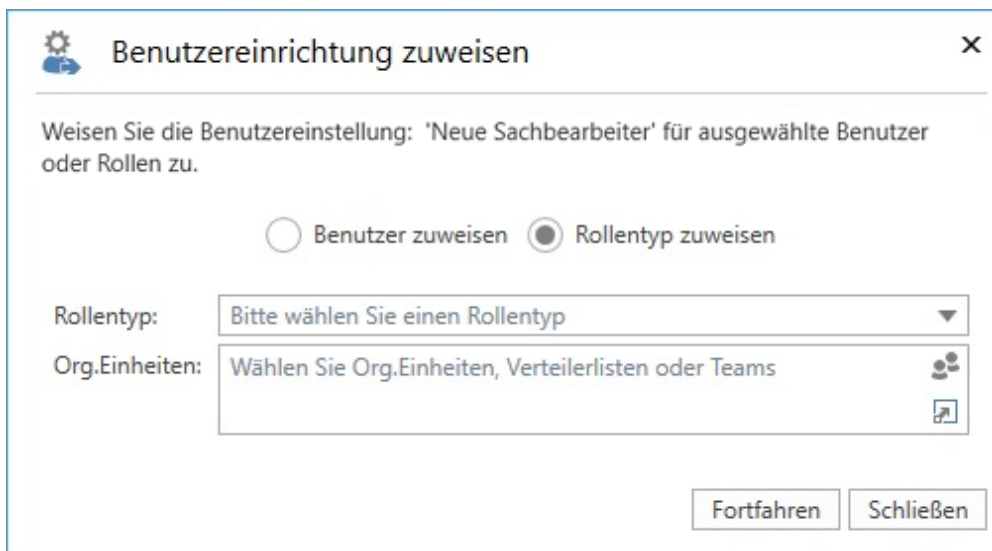 Benutzereinrichtung zuweisen
Weisen Sie die Benutzereinstellung: 'Neue Sachbearbeiter' für ausgewählte Benutzer
oder Rollen zu.
Benutzer zuweisen Rollentyp zuweisen
Rollentyp: Bitte wählen Sie einen Rollentyp
Org.Einheiten: Wählen Sie Org.Einheiten, Verteilerlisten oder Teams
Fortfahren Schließen